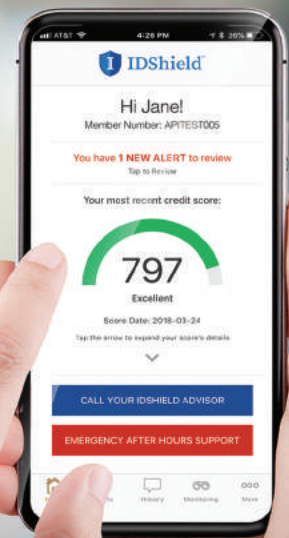 AT&T 4:26 PM 26%
IDShield
Hi Jane!
Member Number: APITEST005
You have 1 NEW ALERT to review
Tap to Review
Your most recent credit score:
797
Excellent
Score Date: 2018-03-24
Tap the arrow to expand your score's details
CALL YOUR IDSHIELD ADVISOR
EMERGENCY AFTER HOURS SUPPORT
History Monitoring More